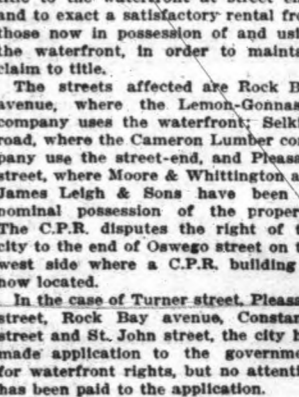 and to exact a satisfactory rental fr
those now in possession of and usi
the waterfront, in order to mainta
claim to title.
The streets affected are Rock B
avenue, where the Lemon-Gonnas
company uses the waterfront; Selki
road, where the Cameron Lumber co
pany use the street-end, and Pleas
street, where Moore & Whittington a
James Leigh & Sons have been
nominal possession of the proper
The C.P.R. disputes the right of t
city to the end of Oswego street on t
west side where a C.P.R. building
now located.
In the case of Turner street, Pleas
street, Rock Bay avenue, Constan
street and St. John street, the city h
made application to the governme
for waterfront rights, but no attenti
has been paid to the application.